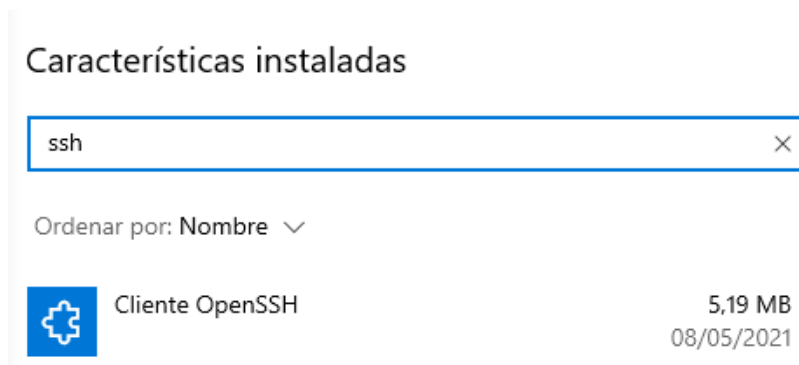 Características instaladas
ssh
Ordenar por: Nombre
Cliente OpenSSH 5,19 MB
08/05/2021